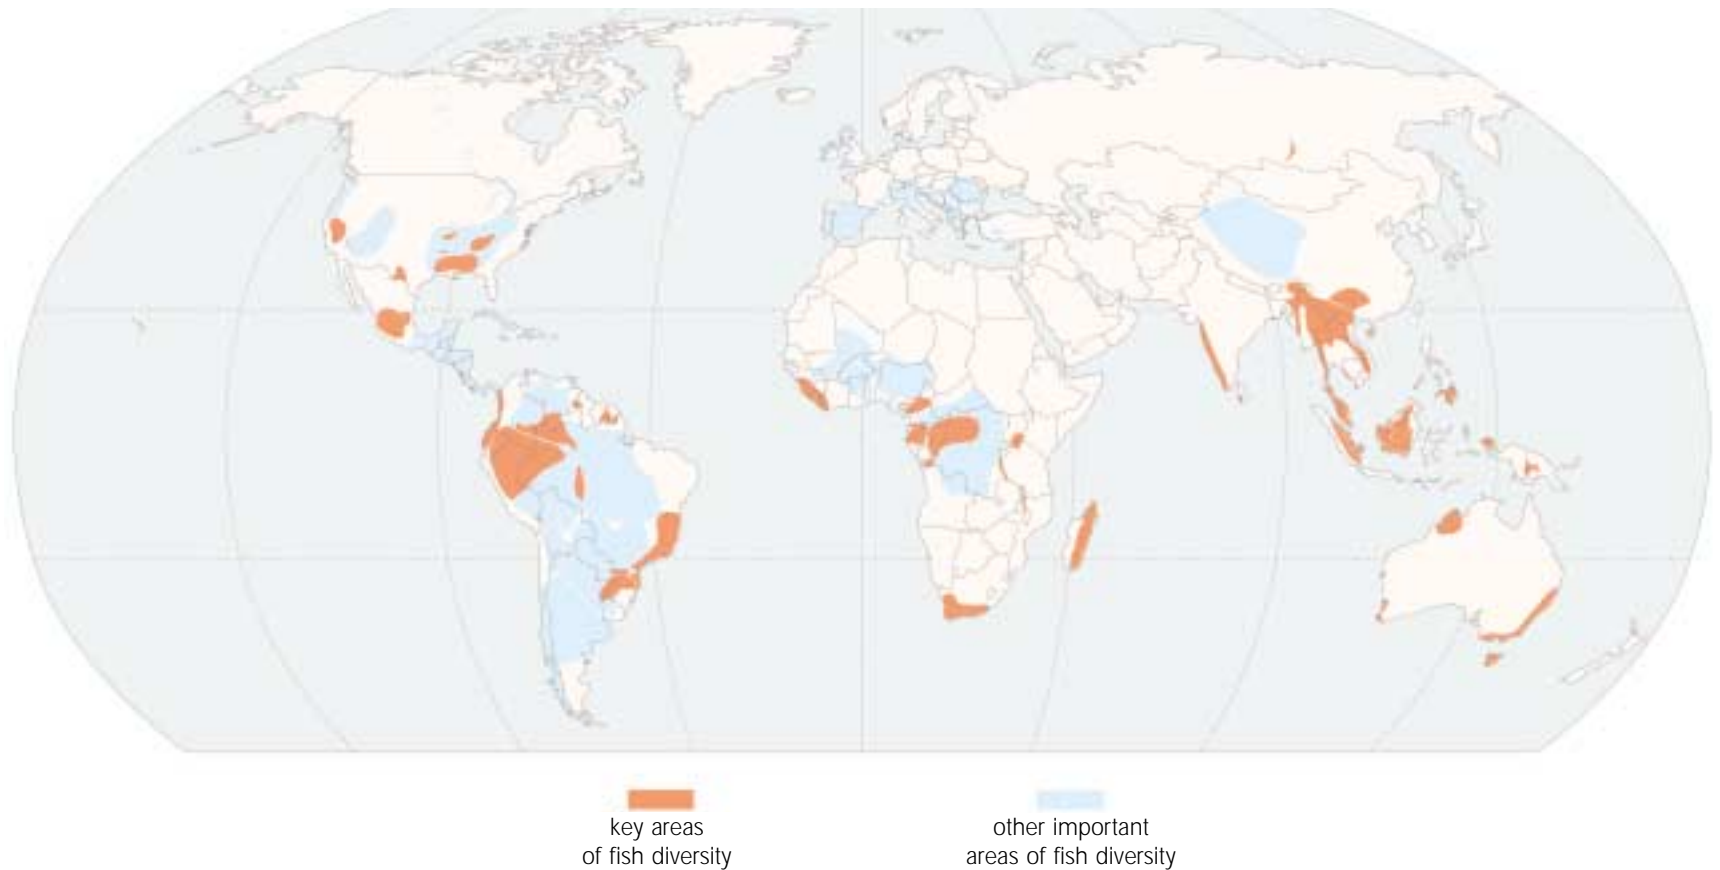 key areas
of fish diversity
other important
areas of fish diversity